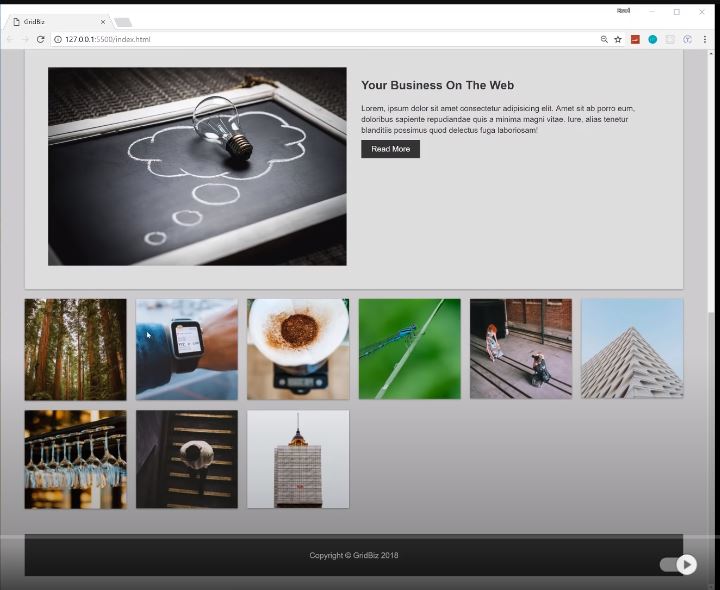 GridBiz
127.0.0.1:5500/index.html
Your Business On The Web
Lorem, ipsum dolor sit amet consectetur adipisicing elit. Amet sit ab porro eum,
doloribus sapiente repudiandae quis a minima magni vitae. Iure, alias tenetur
blanditiis possimus quod delectus fuga laboriosam!
Read More
Copyright © GridBiz 2018